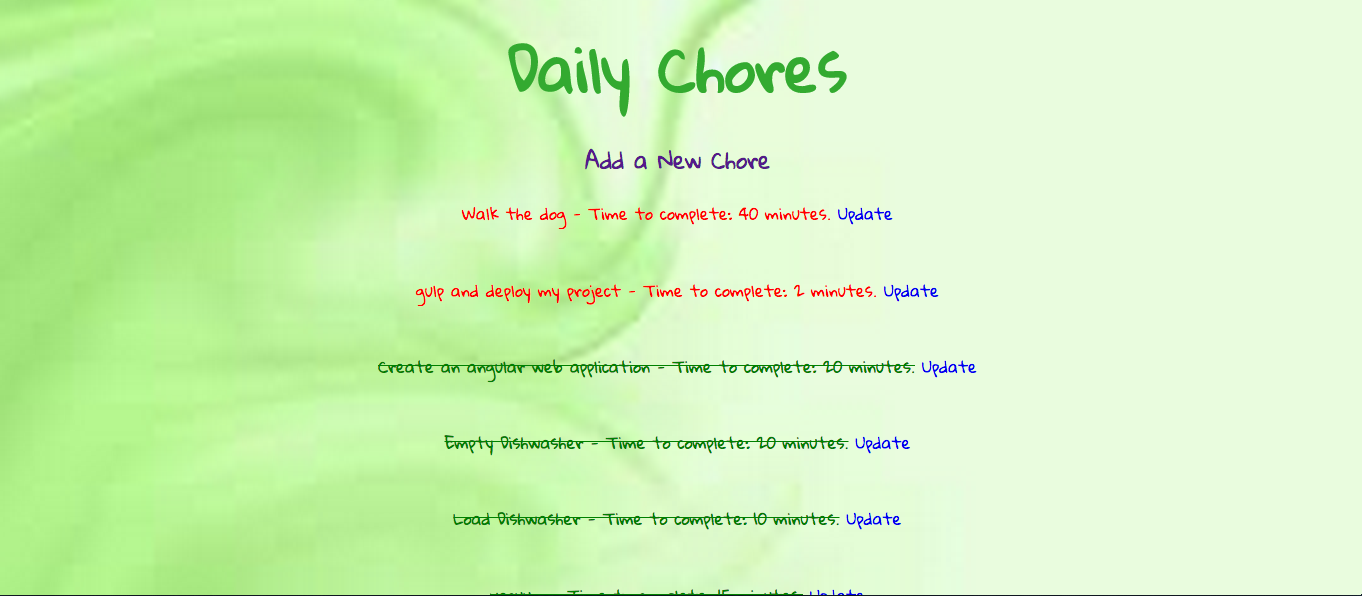 Daily Chores
Add a New Chore
Walk the dog - Time to complete: 40 minutes. Update
gulp and deploy my project - Time to complete: 2 minutes. Update
Create an angular web application - Time to complete: 20 minutes. Update
Empty Dishwasher - Time to complete: 20 minutes. Update
Load Dishwasher - Time to complete: 10 minutes. Update
- Time to complete: 15 minutes. Update